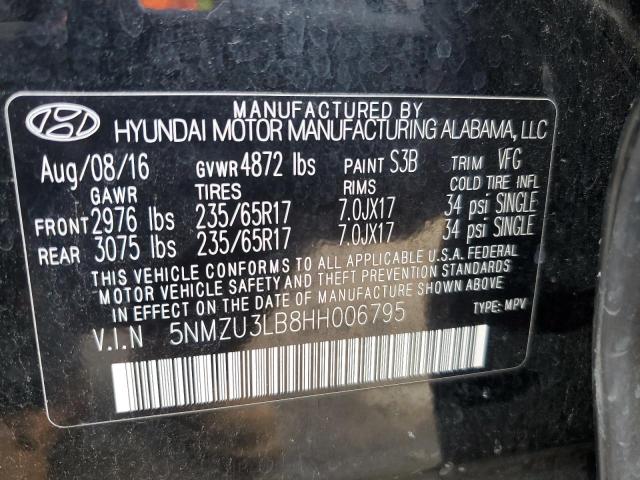 MANUFACTURED BY
HYUNDAI MOTOR MANUFACTURING ALABAMA, LLC
Aug/08/16 GVWR 4872 lbs PAINT S3B TRIM VFG
GAWR TIRES RIMS COLD TIRE INFL
FRONT 2976 lbs 235/65R17 7.0JX17 34 psi SINGLE
REAR 3075 lbs 235/65R17 7.0JX17 34 psi SINGLE
THIS VEHICLE CONFORMS TO ALL APPLICABLE U.S.A. FEDERAL
MOTOR VEHICLE SAFETY AND THEFT PREVENTION STANDARDS
IN EFFECT ON THE DATE OF MANUFACTURE SHOWN ABOVE.
V.I.N 5NMZU3LB8HH006795 TYPE: MPV